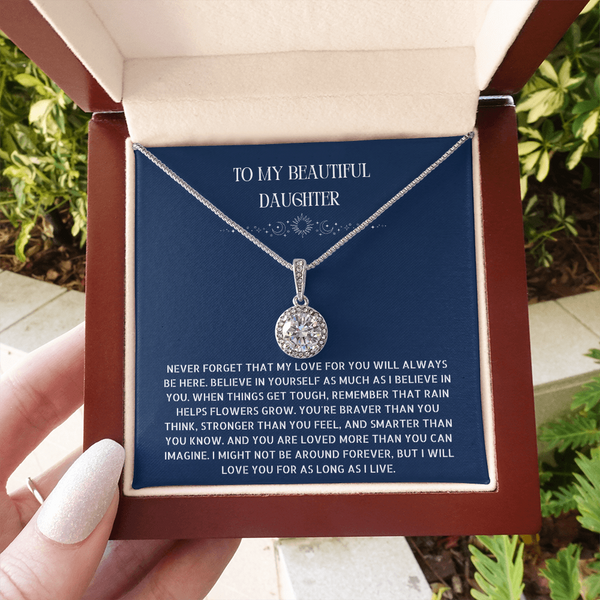 TO MY BEAUTIFUL
DAUGHTER
NEVER FORGET THAT MY LOVE FOR YOU WILL ALWAYS
BE HERE. BELIEVE IN YOURSELF AS MUCH AS I BELIEVE IN
YOU. WHEN THINGS GET TOUGH, REMEMBER THAT RAIN
HELPS FLOWERS GROW. YOU'RE BRAVER THAN YOU
THINK, STRONGER THAN YOU FEEL, AND SMARTER THAN
YOU KNOW. AND YOU ARE LOVED MORE THAN YOU CAN
IMAGINE. I MIGHT NOT BE AROUND FOREVER, BUT I WILL
LOVE YOU FOR AS LONG AS I LIVE.